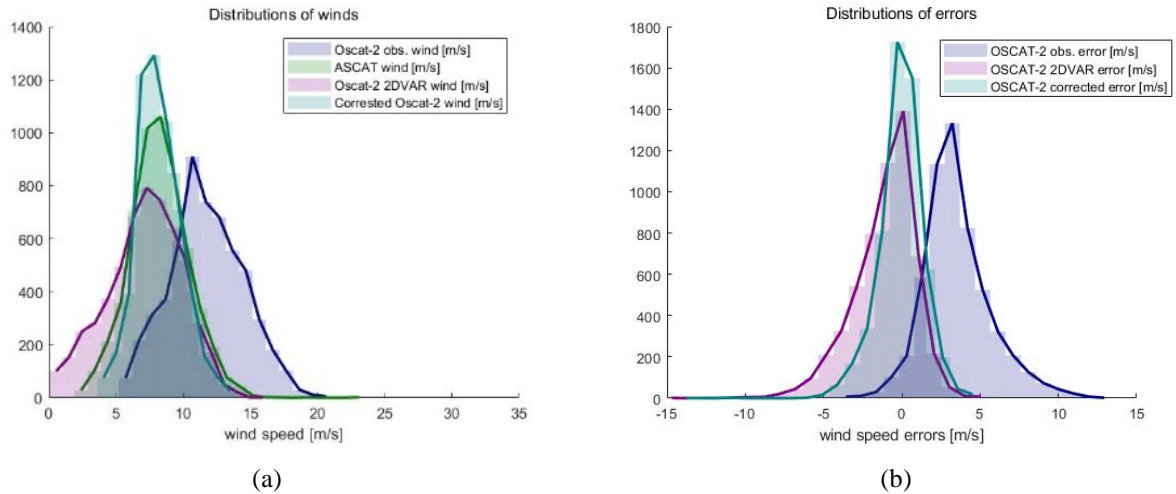 Distributions of winds
Oscat-2 obs. wind [m/s]
ASCAT wind [m/s]
Oscat-2 2DVAR wind [m/s]
Corrested Oscat-2 wind [m/s]
1400
1200
1000
800
600
400
200
0
0 5 10 15 20 25 30 35
wind speed [m/s]
(a)
Distributions of errors
OSCAT-2 obs. error [m/s]
OSCAT-2 2DVAR error [m/s]
OSCAT-2 corrected error [m/s]
1800
1600
1400
1200
1000
800
600
400
200
0
-15 -10 -5 0 5 10 15
wind speed errors [m/s]
(b)